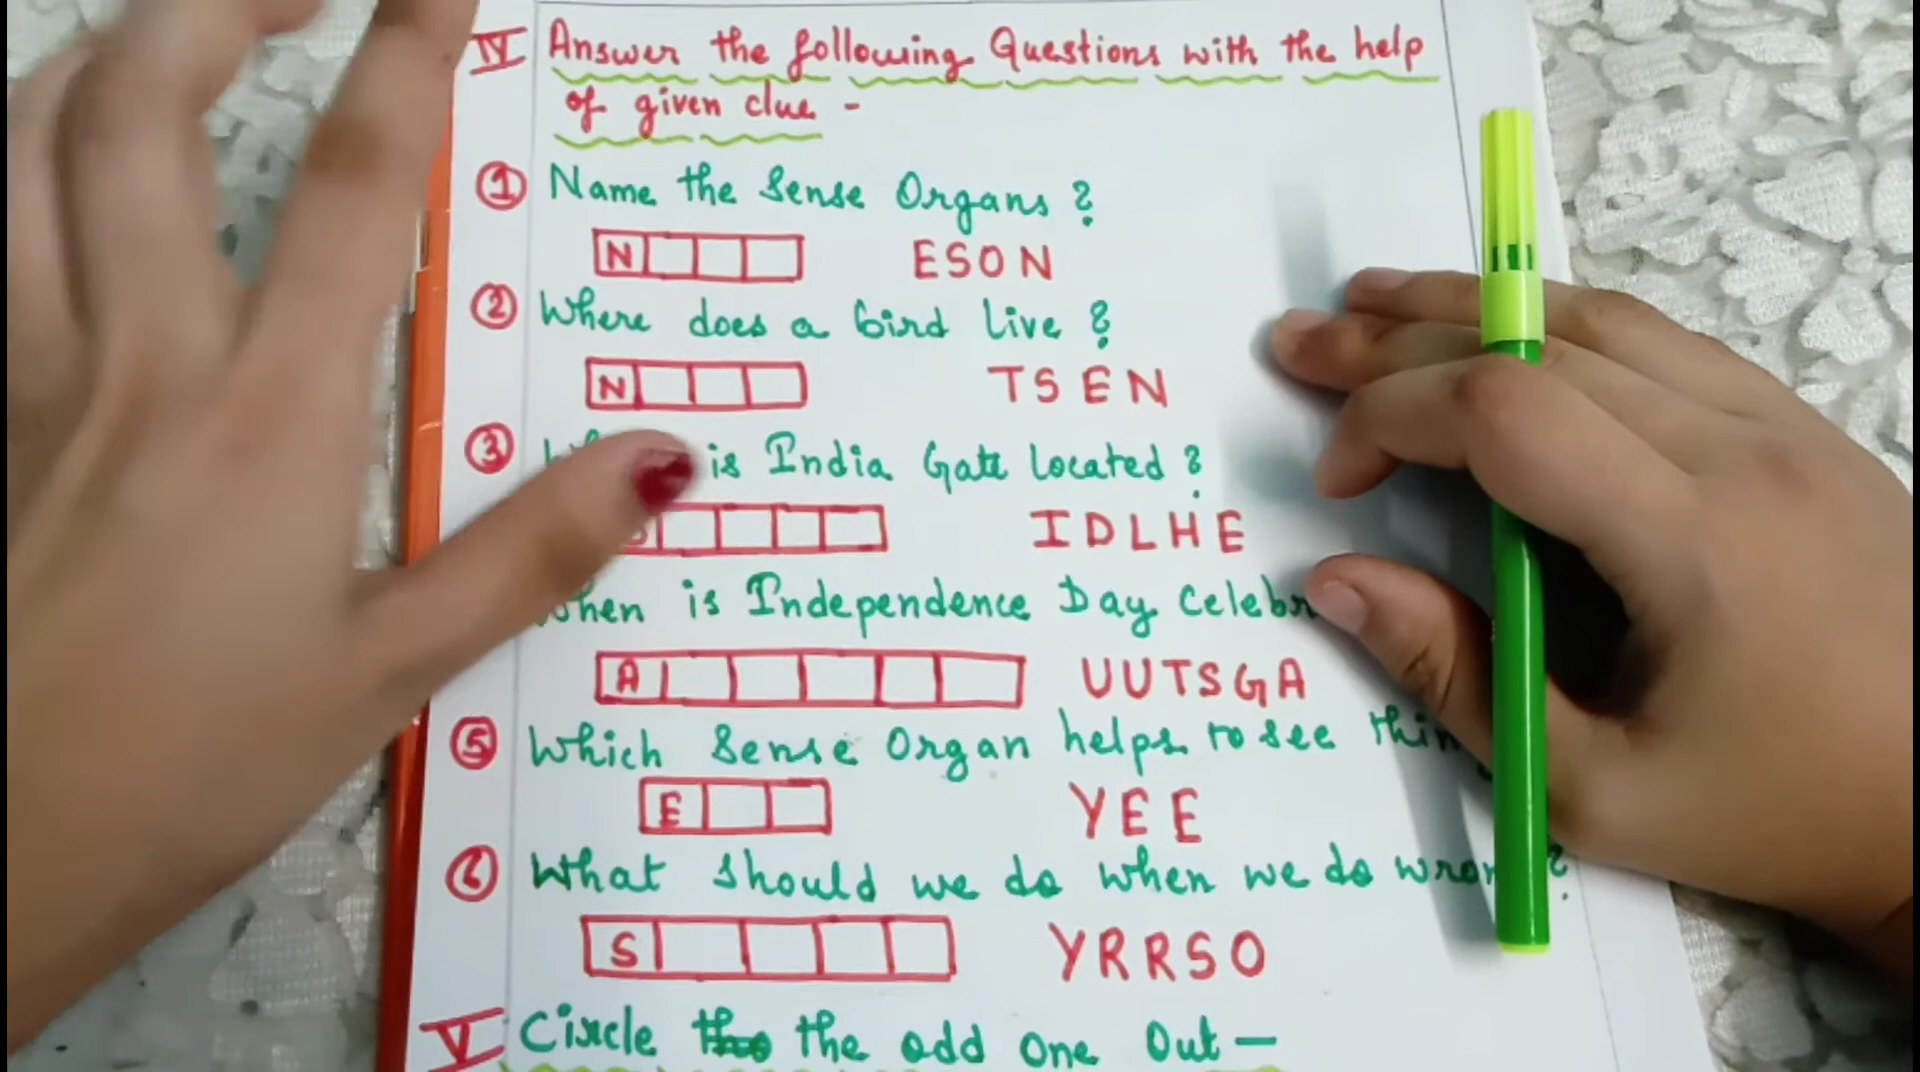 IV Answer the following Questions with the help
of given clue -
1 Name the Sense Organs ?
N ESON
2 Where does a bird live ?
N TSEN
3 is India Gate located ?
IDLHE
When is Independence Day
A UUTSGA
5 Which Sense Organ helps to see
E YEE
6 What should we do when we do ?
S YRRSO
V Circle the the odd one out -